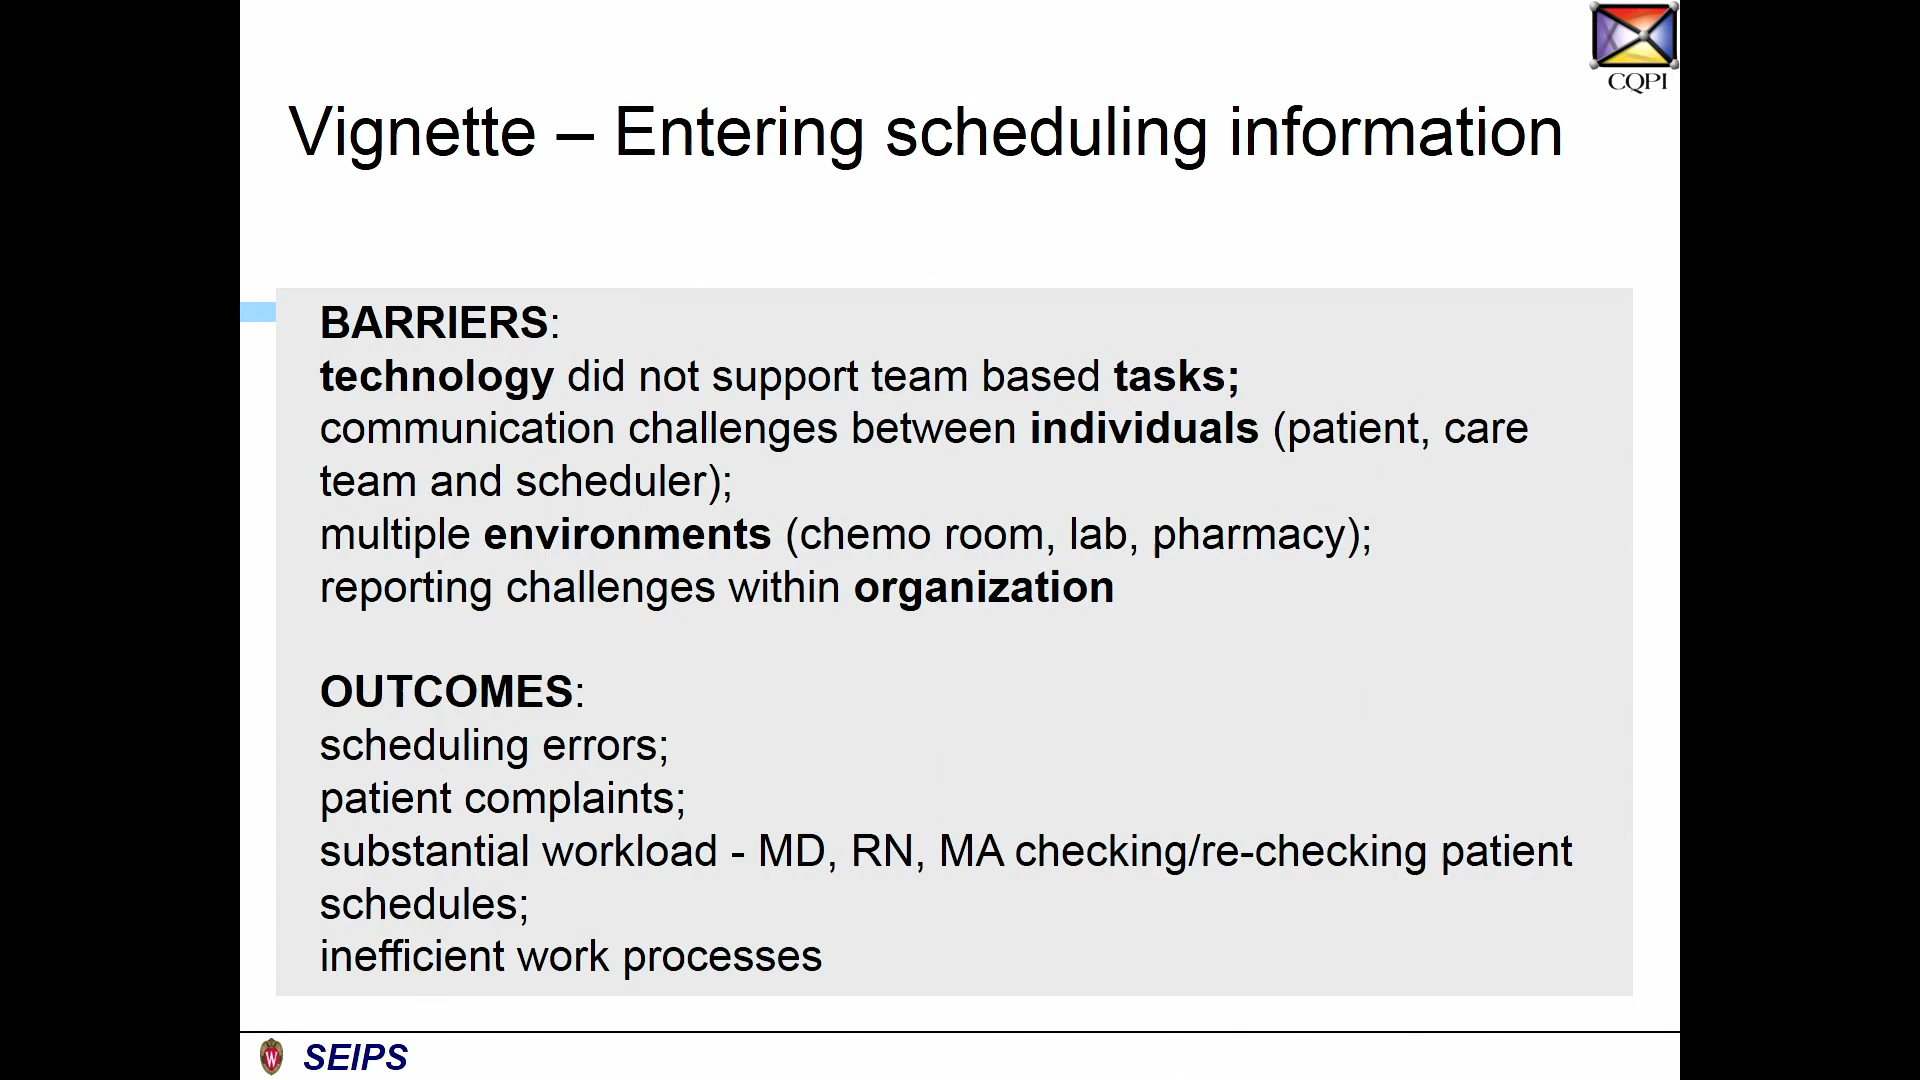 CQPI
Vignette – Entering scheduling information
BARRIERS:
technology did not support team based tasks;
communication challenges between individuals (patient, care
team and scheduler);
multiple environments (chemo room, lab, pharmacy);
reporting challenges within organization
OUTCOMES:
scheduling errors;
patient complaints;
substantial workload - MD, RN, MA checking/re-checking patient
schedules;
inefficient work processes
W
SEIPS